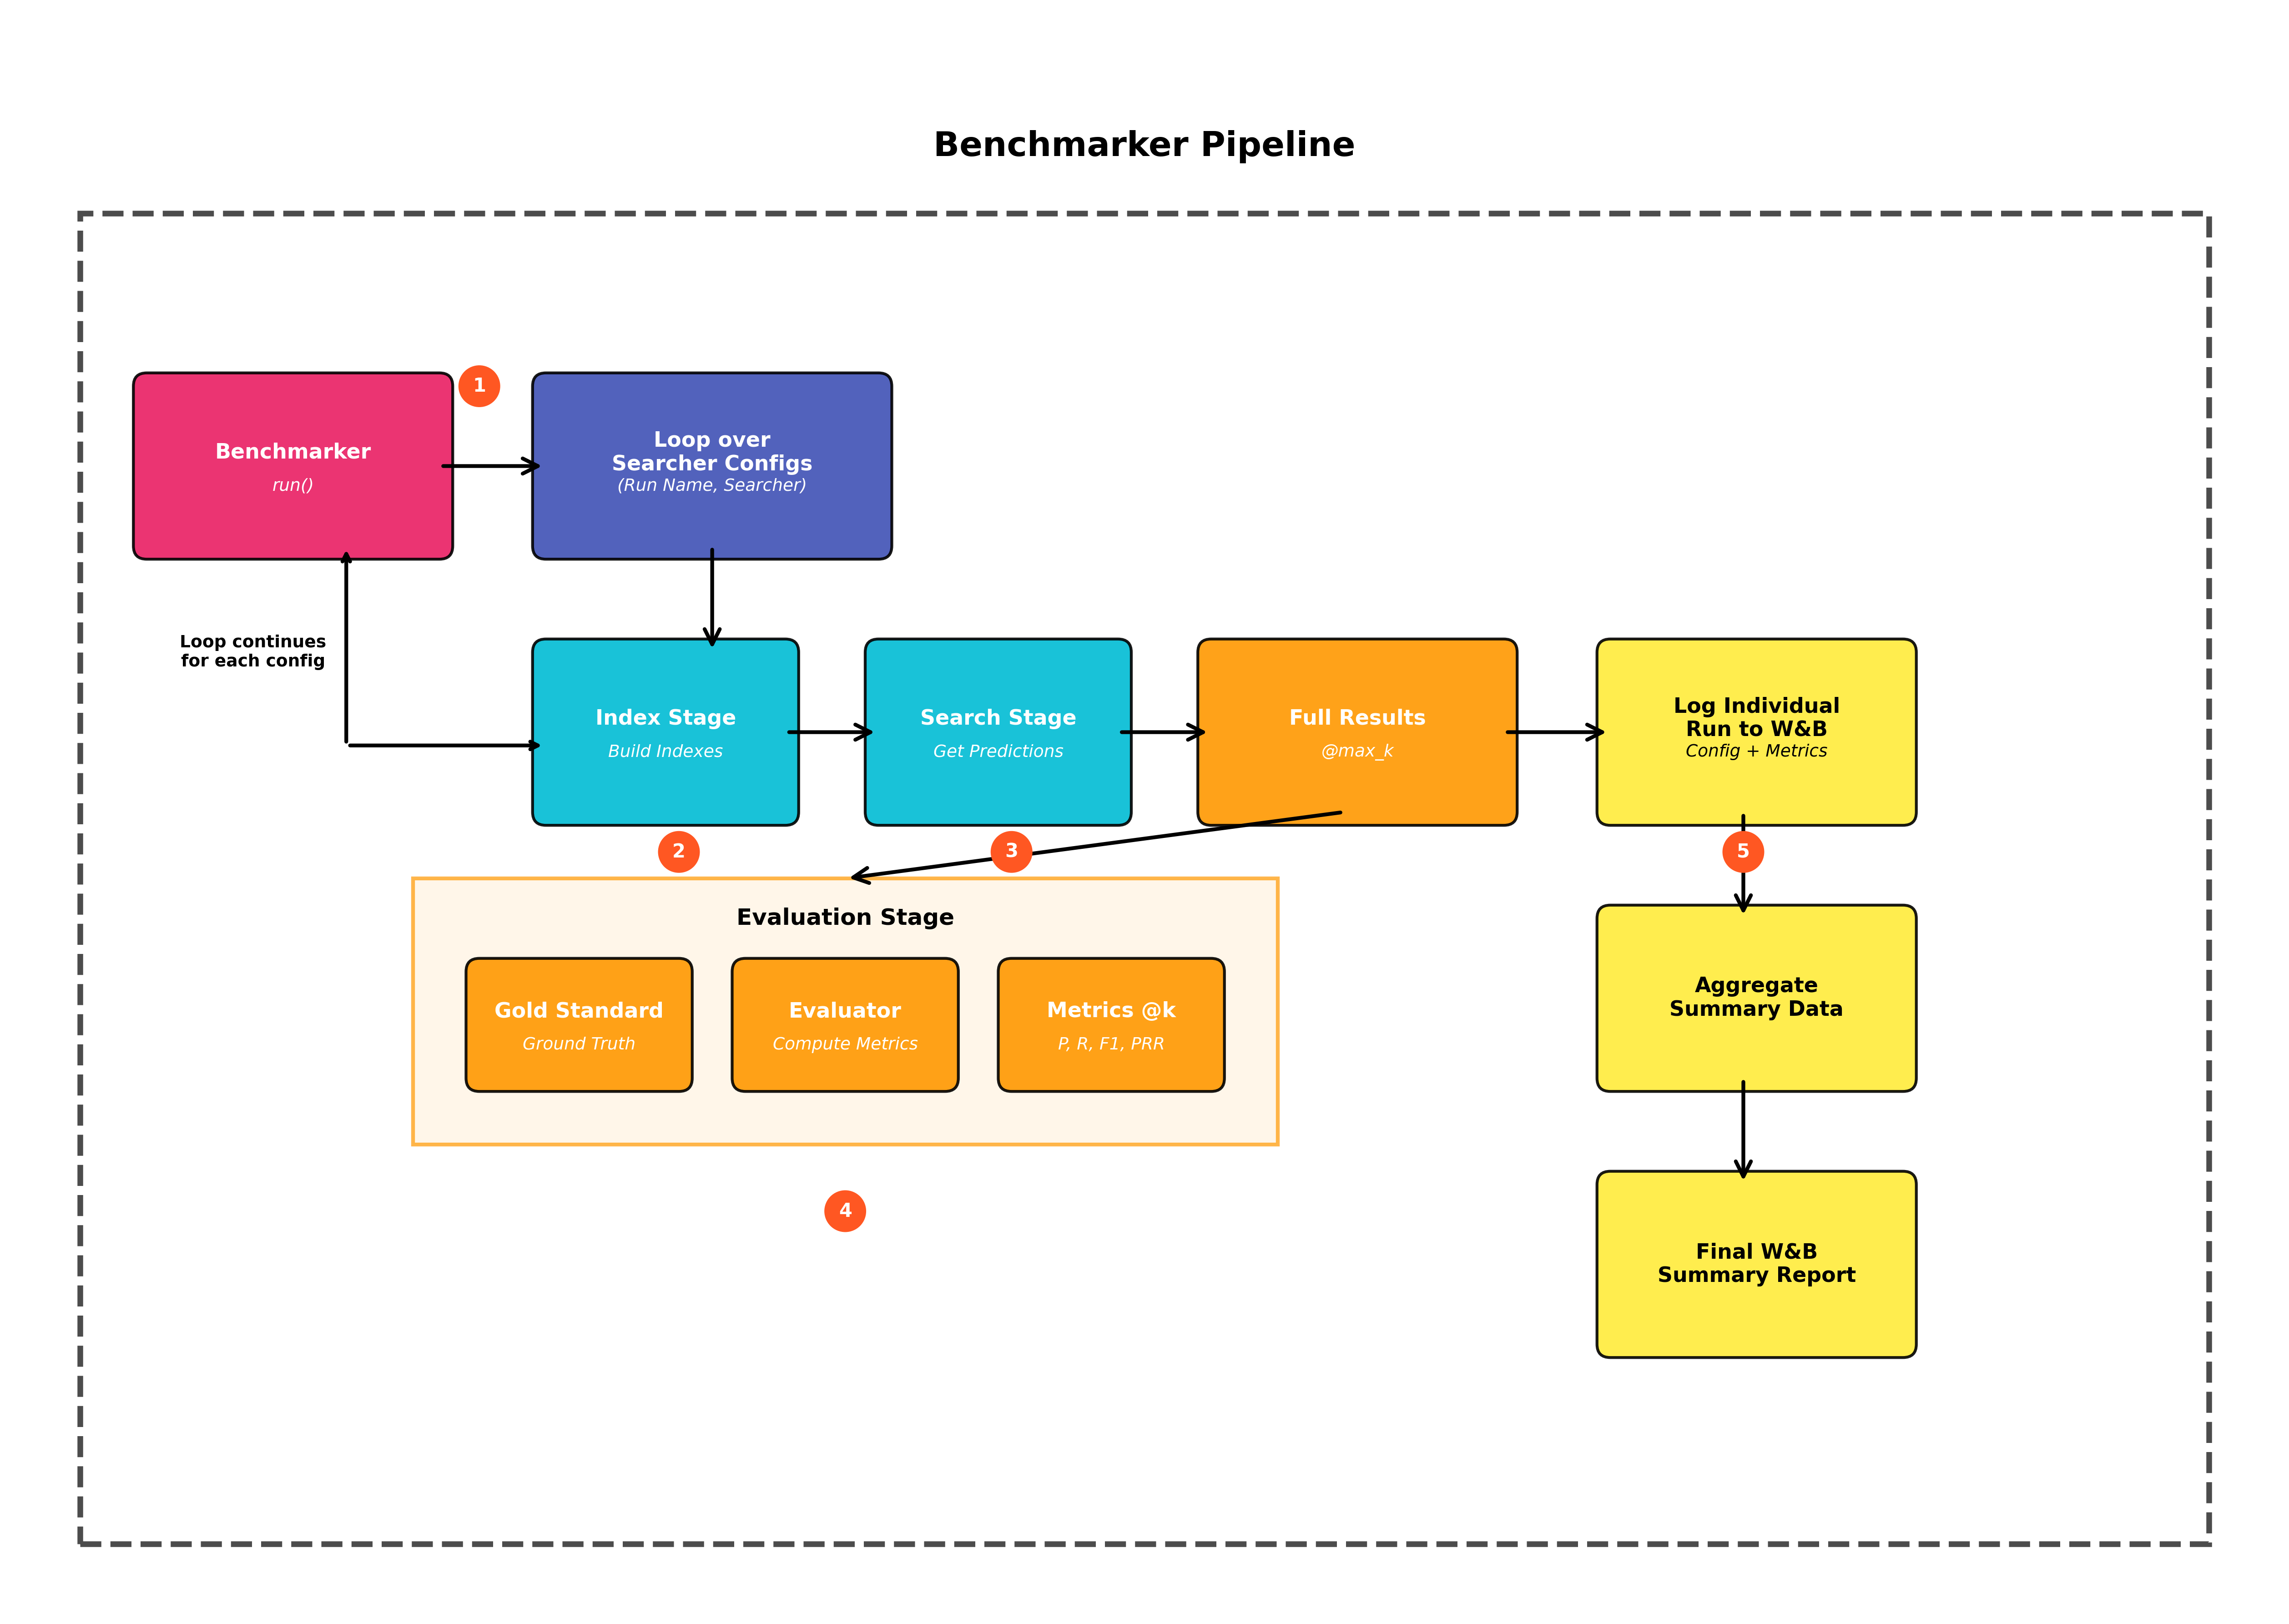 Benchmarker Pipeline
1
Benchmarker
run()
Loop over
Searcher Configs
(Run Name, Searcher)
Loop continues
for each config
Index Stage
Build Indexes
Search Stage
Get Predictions
Full Results
@max_k
Log Individual
Run to W&B
Config + Metrics
2
3
5
Evaluation Stage
Gold Standard
Ground Truth
Evaluator
Compute Metrics
Metrics @k
P, R, F1, PRR
Aggregate
Summary Data
4
Final W&B
Summary Report